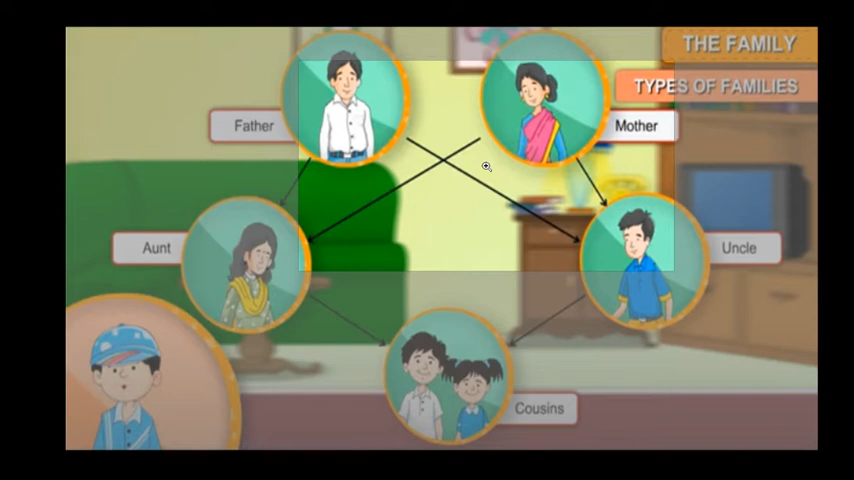 THE FAMILY
TYPES OF FAMILIES
Father
Mother
Aunt
Uncle
Cousins